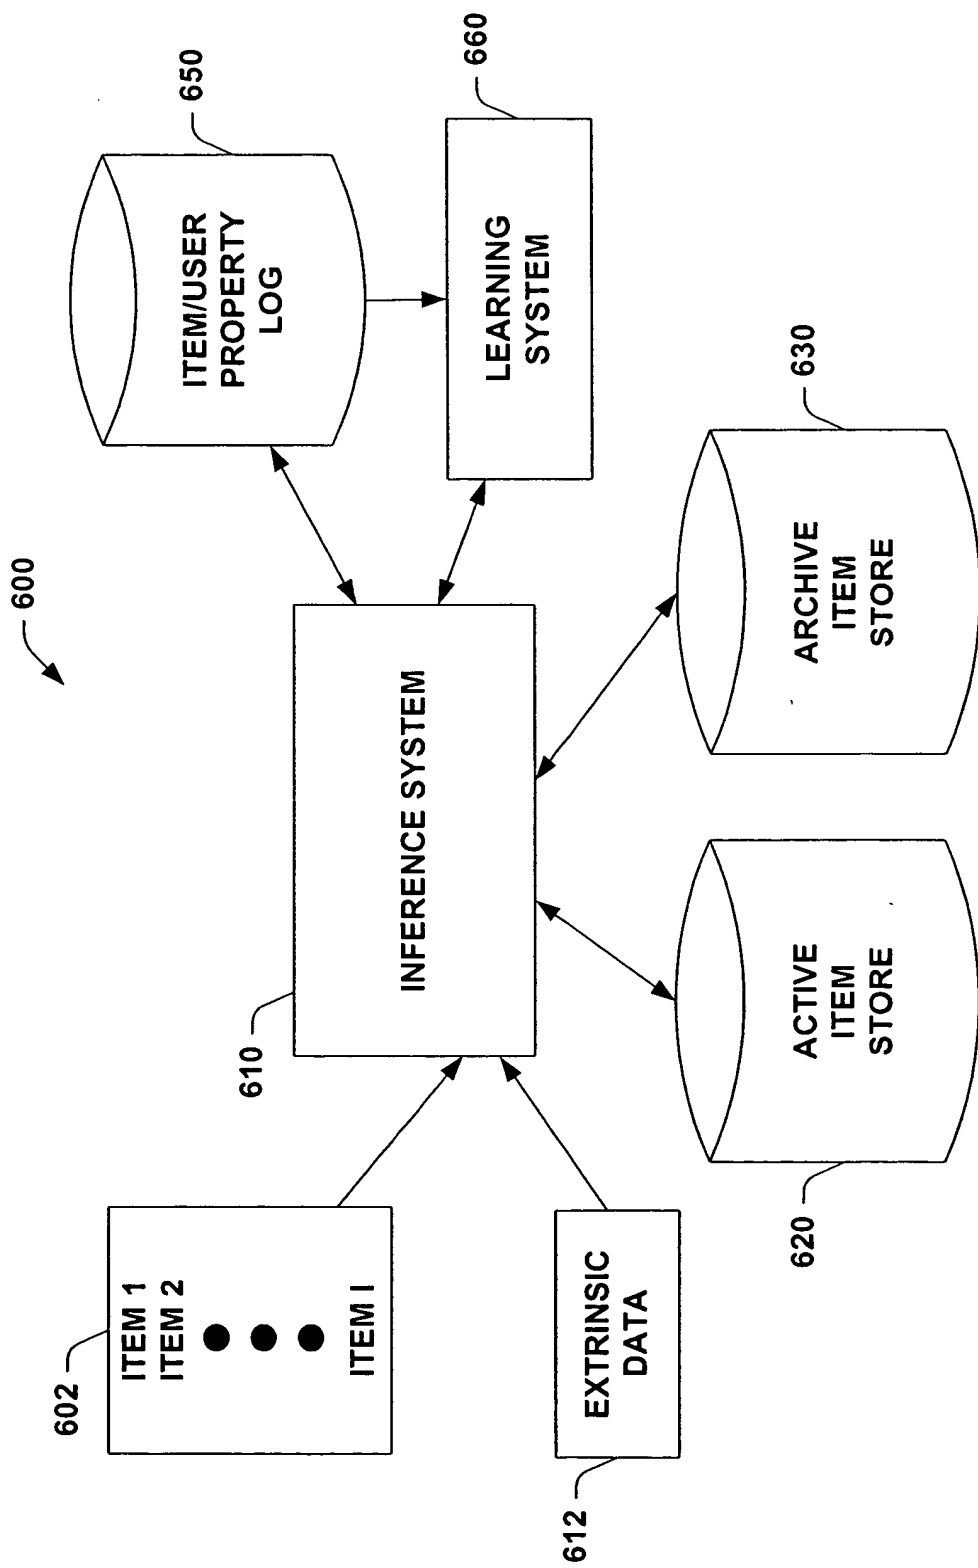 600
602
ITEM 1
ITEM 2
ITEM I
610
INFERENCE SYSTEM
650
ITEM/USER
PROPERTY
LOG
660
LEARNING
SYSTEM
612
EXTRINSIC
DATA
620
ACTIVE
ITEM
STORE
630
ARCHIVE
ITEM
STORE